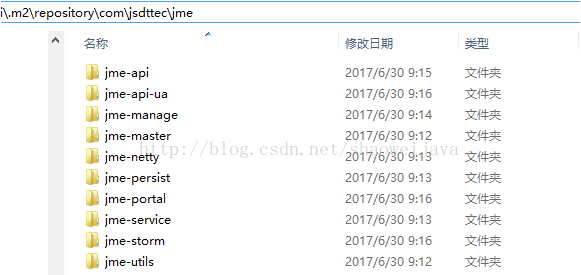 i\.m2\repository\com\jsdttec\jme
名称 修改日期 类型
jme-api 2017/6/30 9:15 文件夹
jme-api-ua 2017/6/30 9:16 文件夹
jme-manage 2017/6/30 9:14 文件夹
jme-master 2017/6/30 9:12 文件夹
http://blog.csdn.net/shaoweijava
jme-netty 2017/6/30 9:13 文件夹
jme-persist 2017/6/30 9:13 文件夹
jme-portal 2017/6/30 9:16 文件夹
jme-service 2017/6/30 9:13 文件夹
jme-storm 2017/6/30 9:16 文件夹
jme-utils 2017/6/30 9:12 文件夹